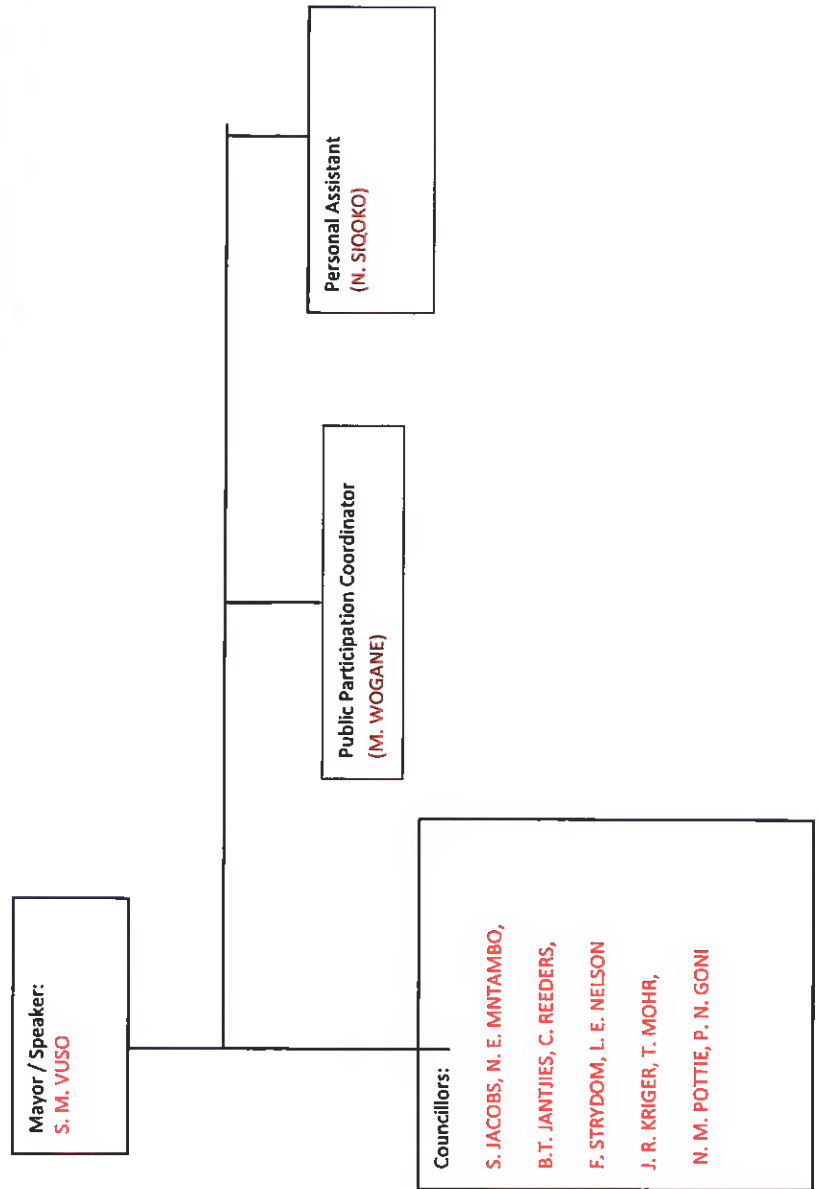 Mayor / Speaker:
S. M. VUSO
Public Participation Coordinator
(M. WOGANE)
Personal Assistant
(N. SIQOKO)
Councillors:
S. JACOBS, N. E. MNTAMBO,
B.T. JANTJIES, C. REEDERS,
F. STRYDOM, L. E. NELSON
J. R. KRIGER, T. MOHR,
N. M. POTTIE, P. N. GONI